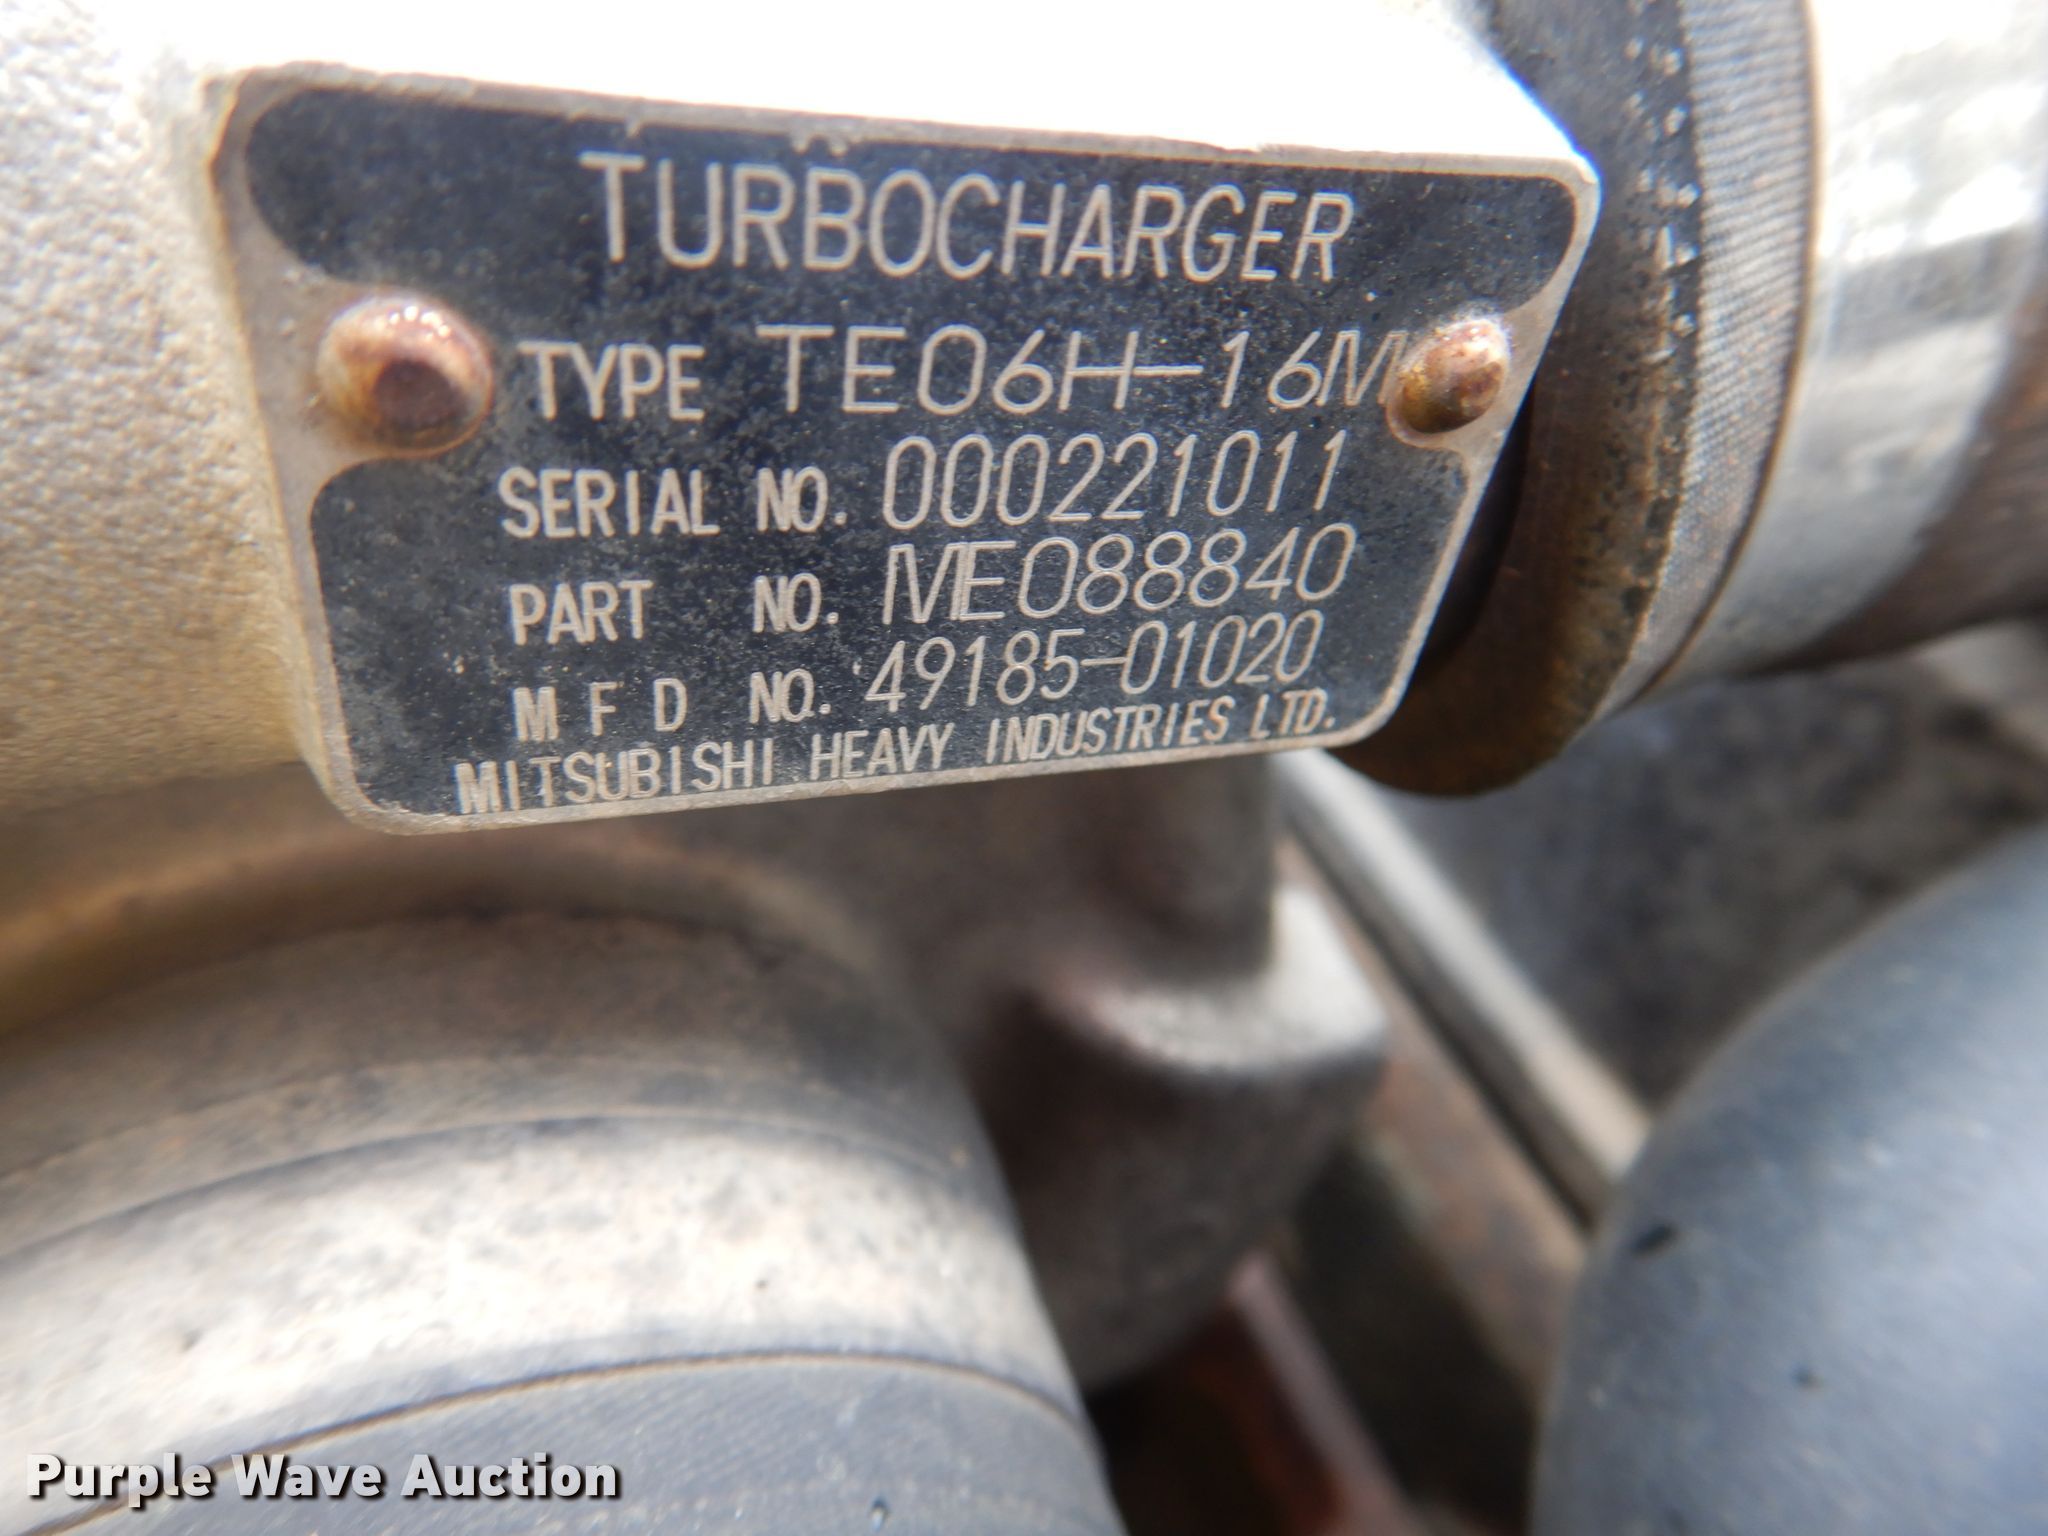 TURBOCHARGER
TYPE TE06H-16M
SERIAL NO. 000221011
PART NO. ME088840
MFD NO. 49185-01020
MITSUBISHI HEAVY INDUSTRIES LTD.
Purple Wave Auction